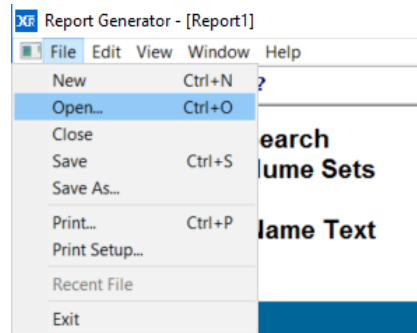 XR Report Generator - [Report1]
File Edit View Window Help
New Ctrl+N
?
Open... Ctrl+O
Close
earch
Save Ctrl+S
lume Sets
Save As...
Print... Ctrl+P
lame Text
Print Setup...
Recent File
Exit